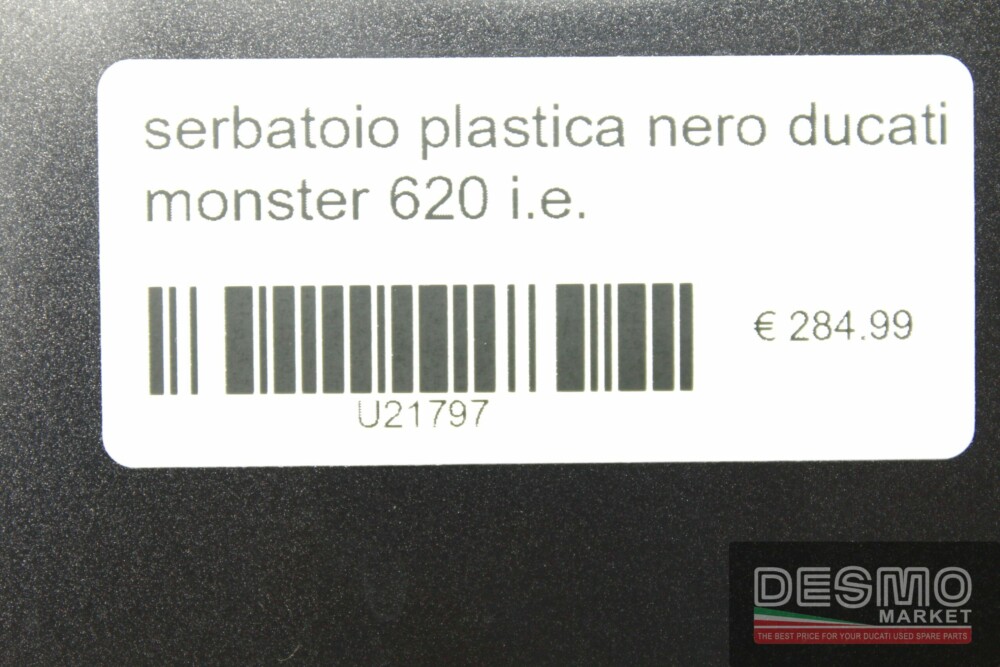 serbatoio plastica nero ducati
monster 620 i.e.
€ 284.99
U21797
DESMO
MARKET
THE BEST PRICE FOR YOUR DUCATI USED SPARE PARTS